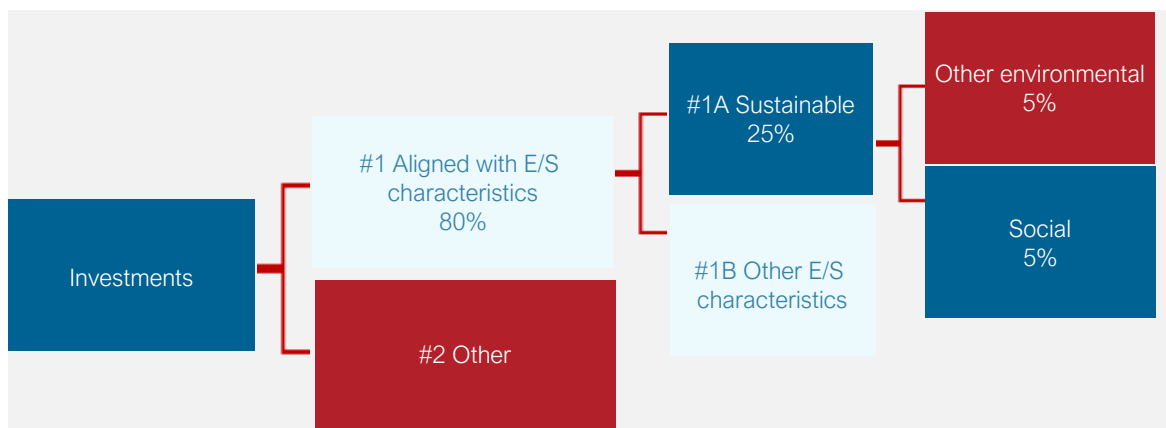 Investments
#1 Aligned with E/S
characteristics
80%
#2 Other
#1A Sustainable
25%
#1B Other E/S
characteristics
Other environmental
5%
Social
5%